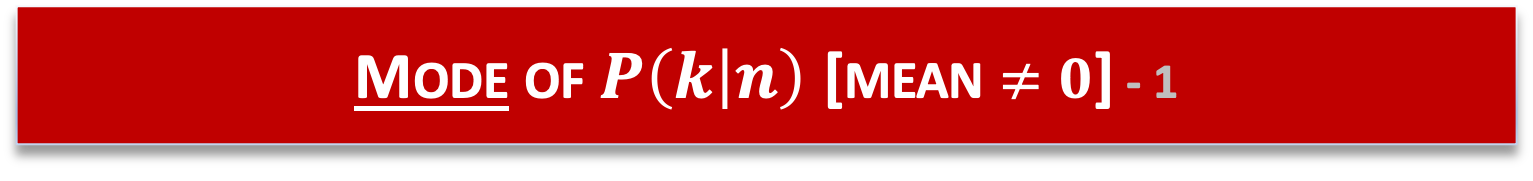 MODE OF P(k|n) [MEAN ≠ 0] - 1